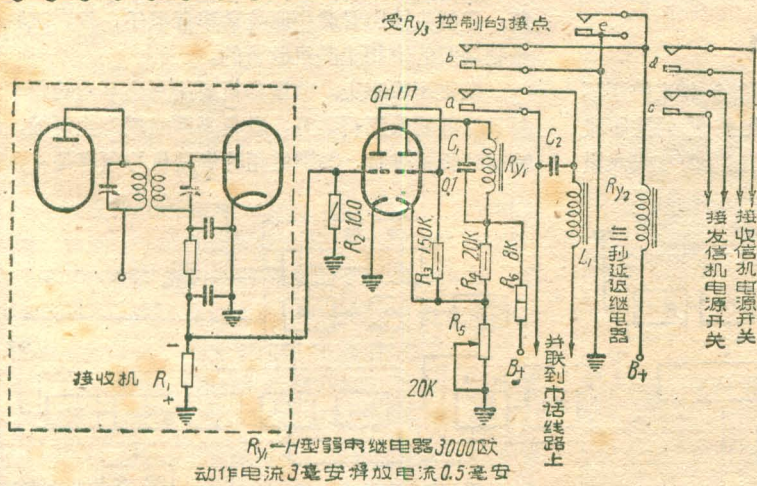 受Ry₃控制的接点
e
b
a
d
c
6Н1П
C₁
0.1
Ry₁
C₂
L₁
Ry₂
三秒延迟继电器
接发信机电源开关
接收信机电源开关
R₂ 10.0
R₃ 150K
R₄ 20K
R₆ 8K
R₅
20K
B+
B+
并联到市话线路上
接收机
R₁
−
+
Ry₁—H型弱电继电器3000欧
动作电流3毫安择放电流0.5毫安